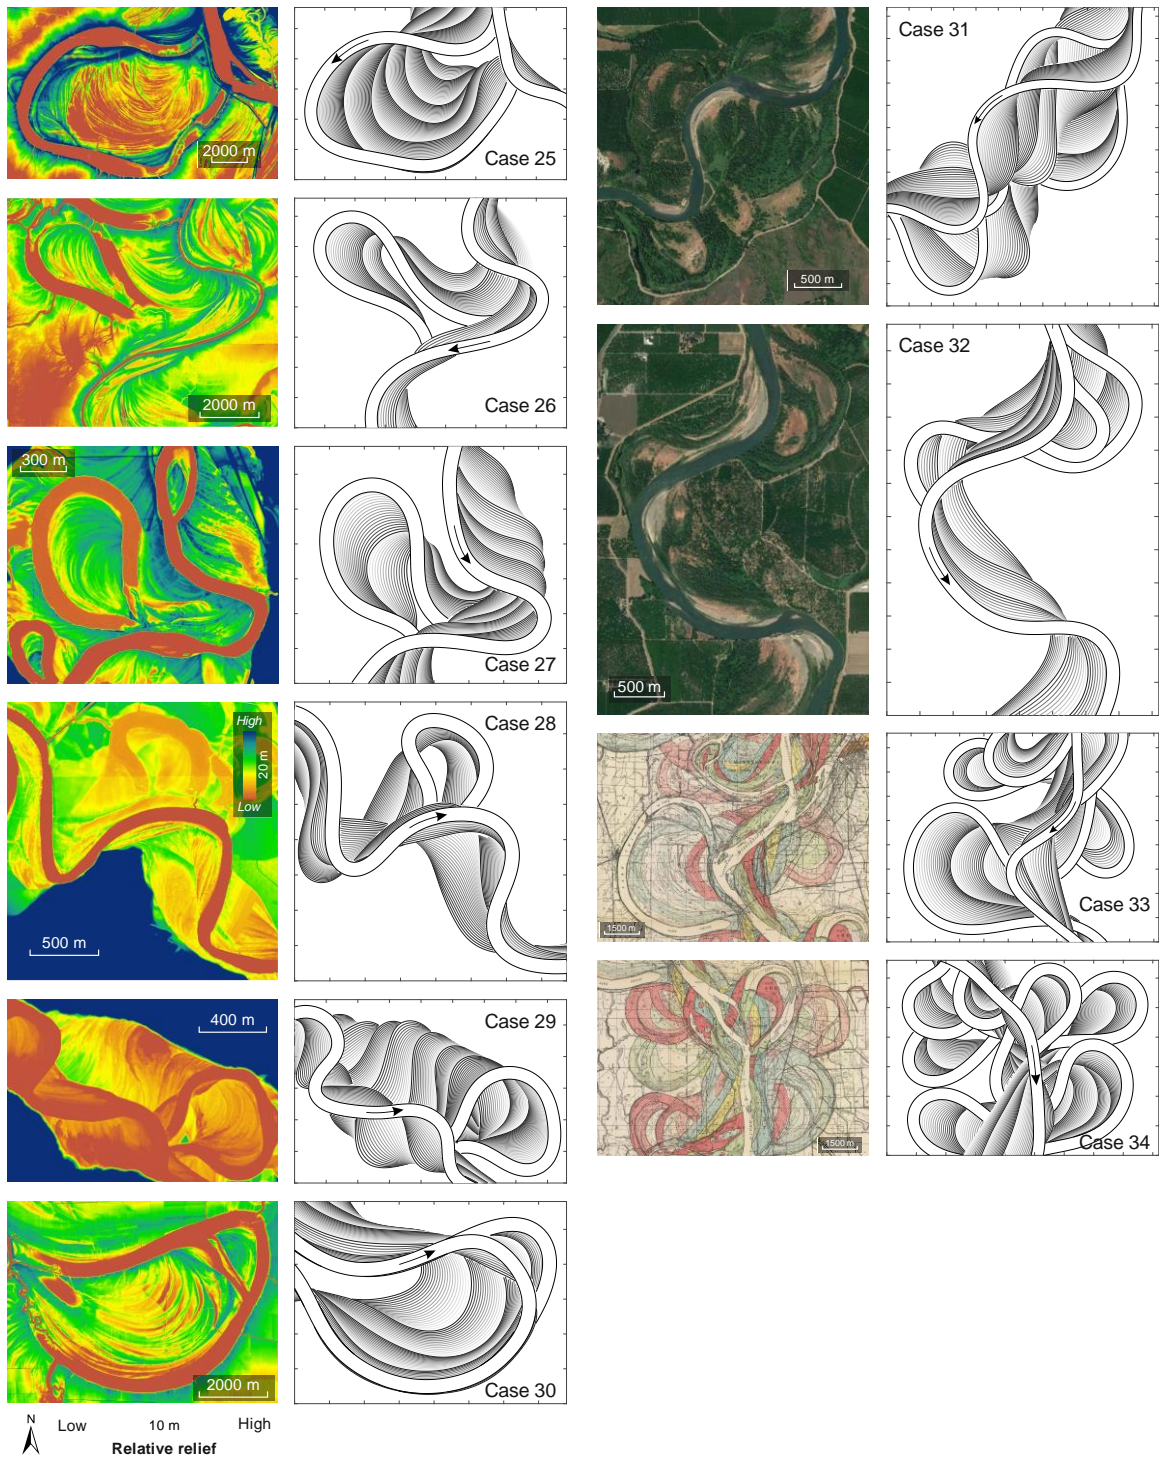 2000 m
Case 25
2000 m
Case 26
300 m
Case 27
High
20 m
Low
500 m
Case 28
400 m
Case 29
2000 m
Case 30
N
Low 10 m High
Relative relief
500 m
Case 31
500 m
Case 32
1500 m
Case 33
1500 m
Case 34